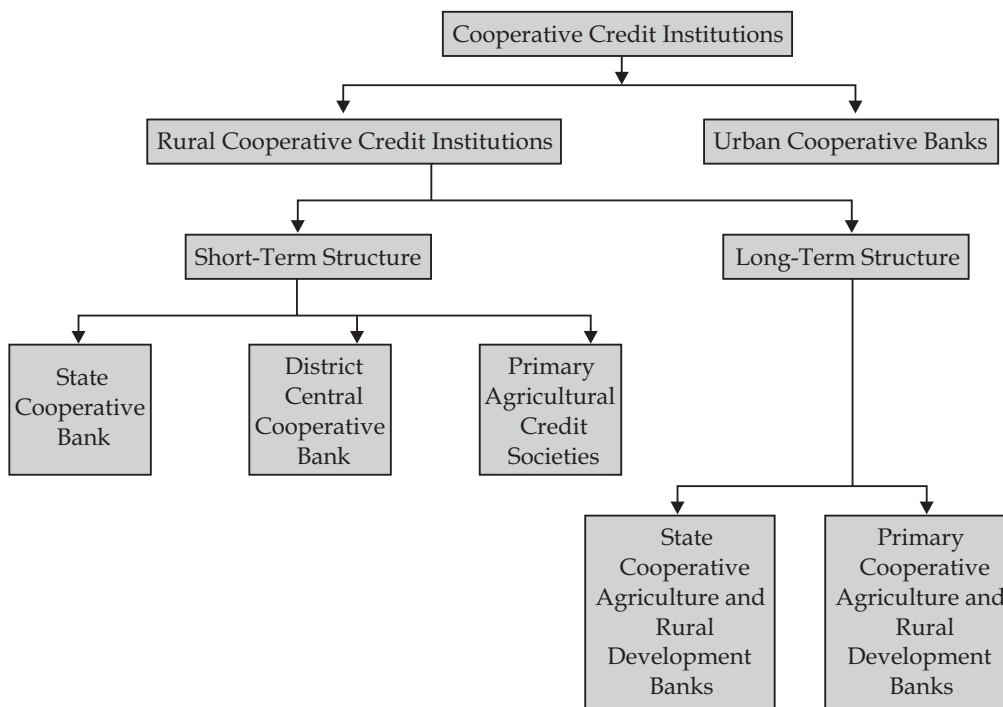 Cooperative Credit Institutions
Rural Cooperative Credit Institutions
Urban Cooperative Banks
Short-Term Structure
Long-Term Structure
State
Cooperative
Bank
District
Central
Cooperative
Bank
Primary
Agricultural
Credit
Societies
State
Cooperative
Agriculture and
Rural
Development
Banks
Primary
Cooperative
Agriculture and
Rural
Development
Banks